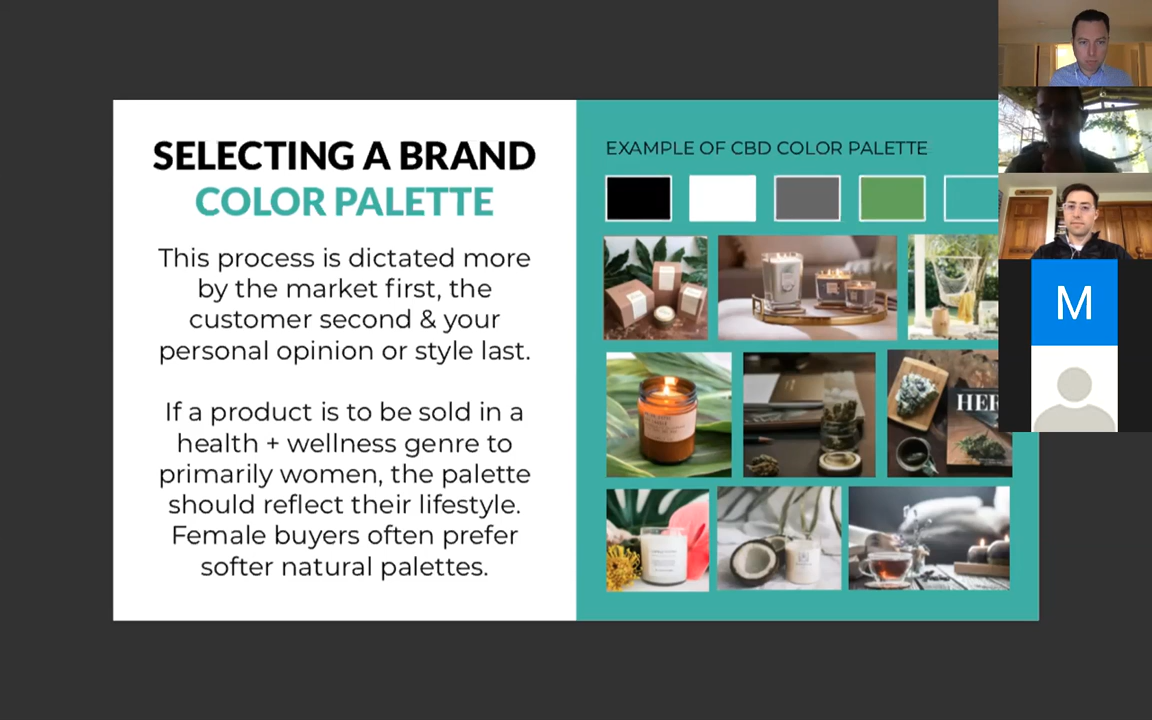 SELECTING A BRAND
COLOR PALETTE
This process is dictated more
by the market first, the
customer second & your
personal opinion or style last.
If a product is to be sold in a
health + wellness genre to
primarily women, the palette
should reflect their lifestyle.
Female buyers often prefer
softer natural palettes.
EXAMPLE OF CBD COLOR PALETTE
HER
M